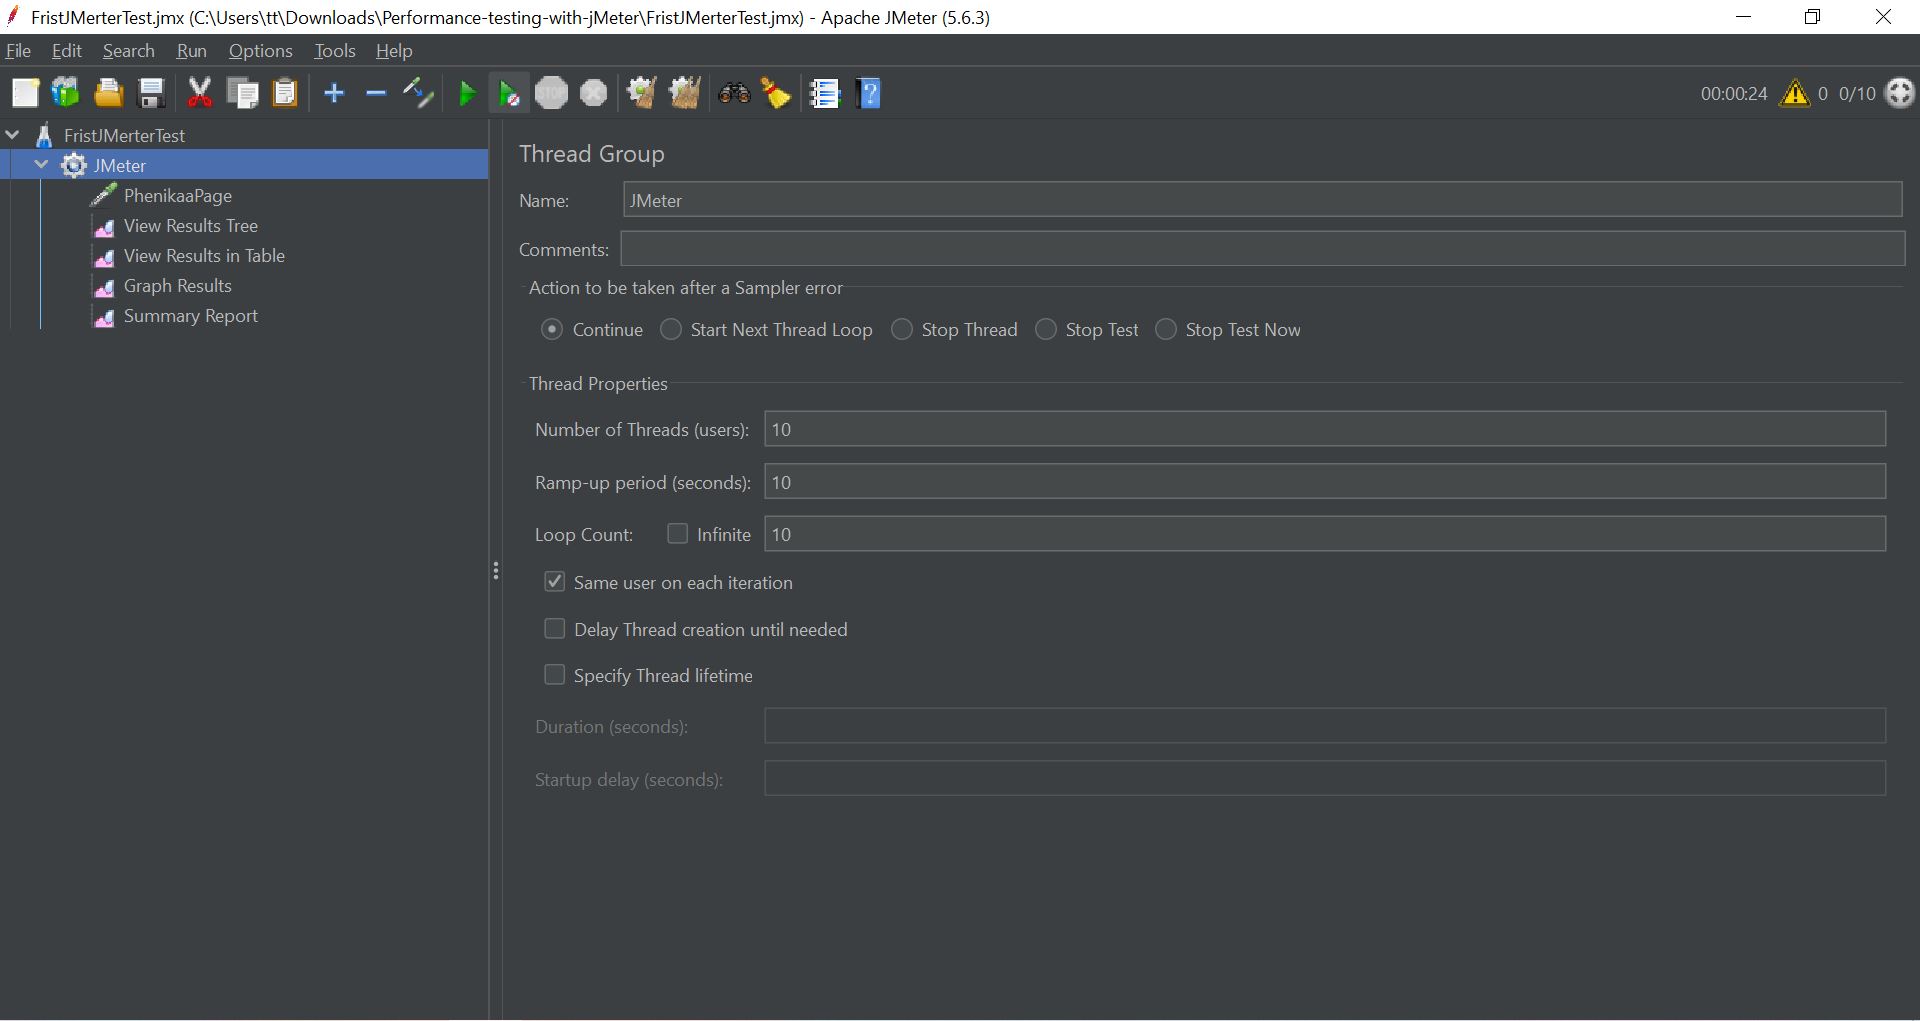 FristJMerterTest.jmx (C:\Users\tt\Downloads\Performance-testing-with-jMeter\FristJMerterTest.jmx) - Apache JMeter (5.6.3)
File Edit Search Run Options Tools Help
STOP ? 00:00:24 0 0/10
FristJMerterTest
JMeter
PhenikaaPage
View Results Tree
View Results in Table
Graph Results
Summary Report
Thread Group
Name: JMeter
Comments:
Action to be taken after a Sampler error
Continue Start Next Thread Loop Stop Thread Stop Test Stop Test Now
Thread Properties
Number of Threads (users): 10
Ramp-up period (seconds): 10
Loop Count: Infinite 10
Same user on each iteration
Delay Thread creation until needed
Specify Thread lifetime
Duration (seconds):
Startup delay (seconds):